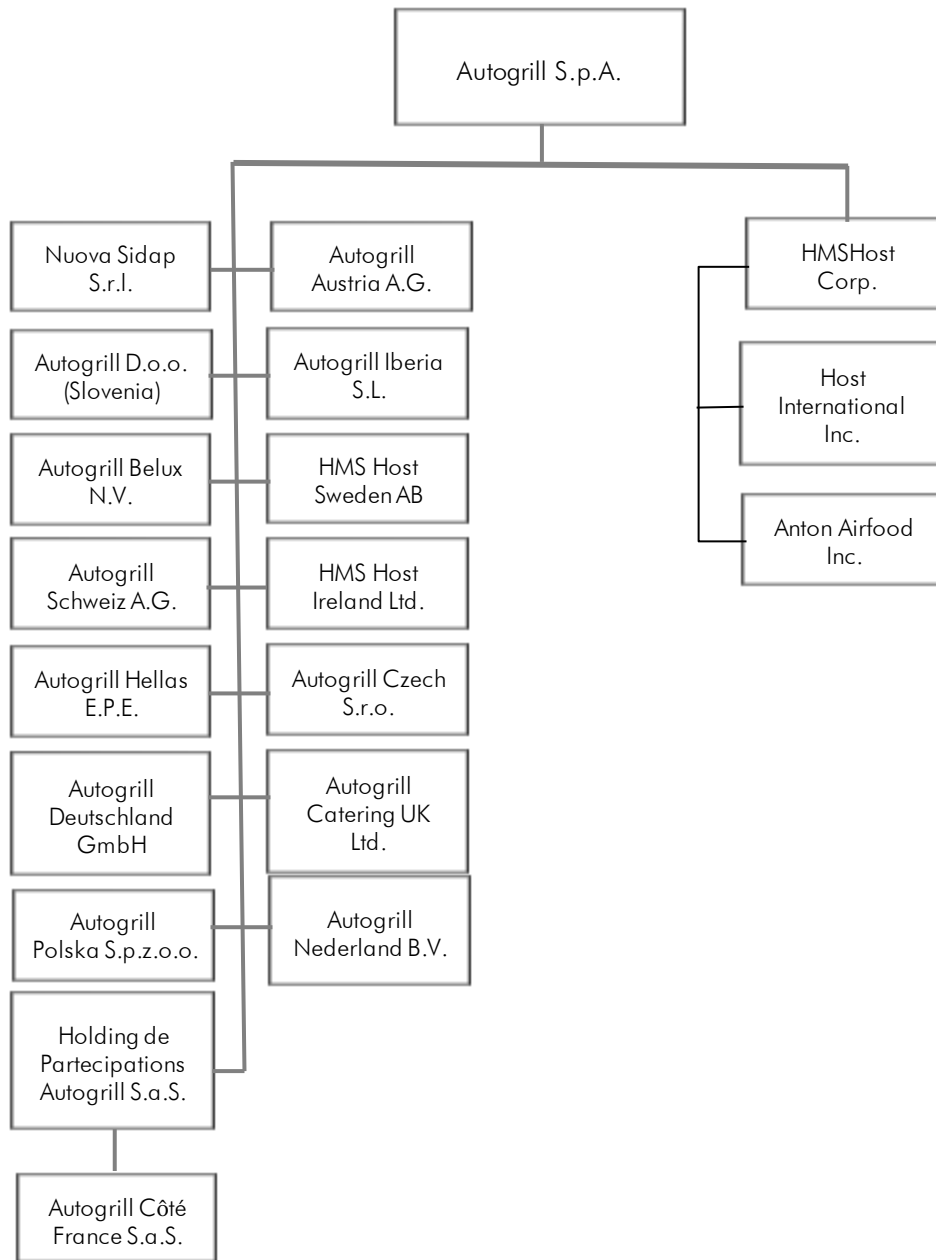 Autogrill S.p.A.
Nuova Sidap
S.r.l.
Autogrill
Austria A.G.
HMSHost
Corp.
Autogrill D.o.o.
(Slovenia)
Autogrill Iberia
S.L.
Host
International
Inc.
Autogrill Belux
N.V.
HMS Host
Sweden AB
Anton Airfood
Inc.
Autogrill
Schweiz A.G.
HMS Host
Ireland Ltd.
Autogrill Hellas
E.P.E.
Autogrill Czech
S.r.o.
Autogrill
Deutschland
GmbH
Autogrill
Catering UK
Ltd.
Autogrill
Polska S.p.z.o.o.
Autogrill
Nederland B.V.
Holding de
Partecipations
Autogrill S.a.S.
Autogrill Côté
France S.a.S.